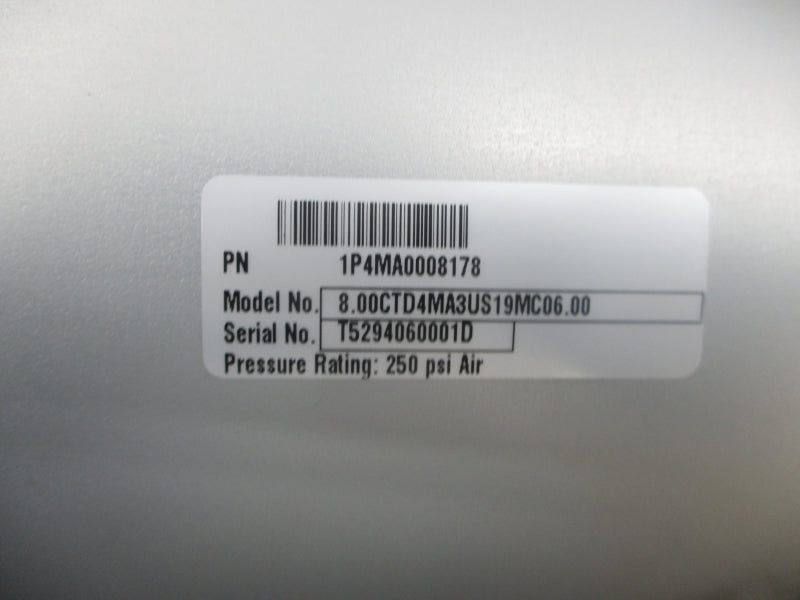 PN 1P4MA0008178
Model No. 8.00CTD4MA3US19MC06.00
Serial No. T5294060001D
Pressure Rating: 250 psi Air